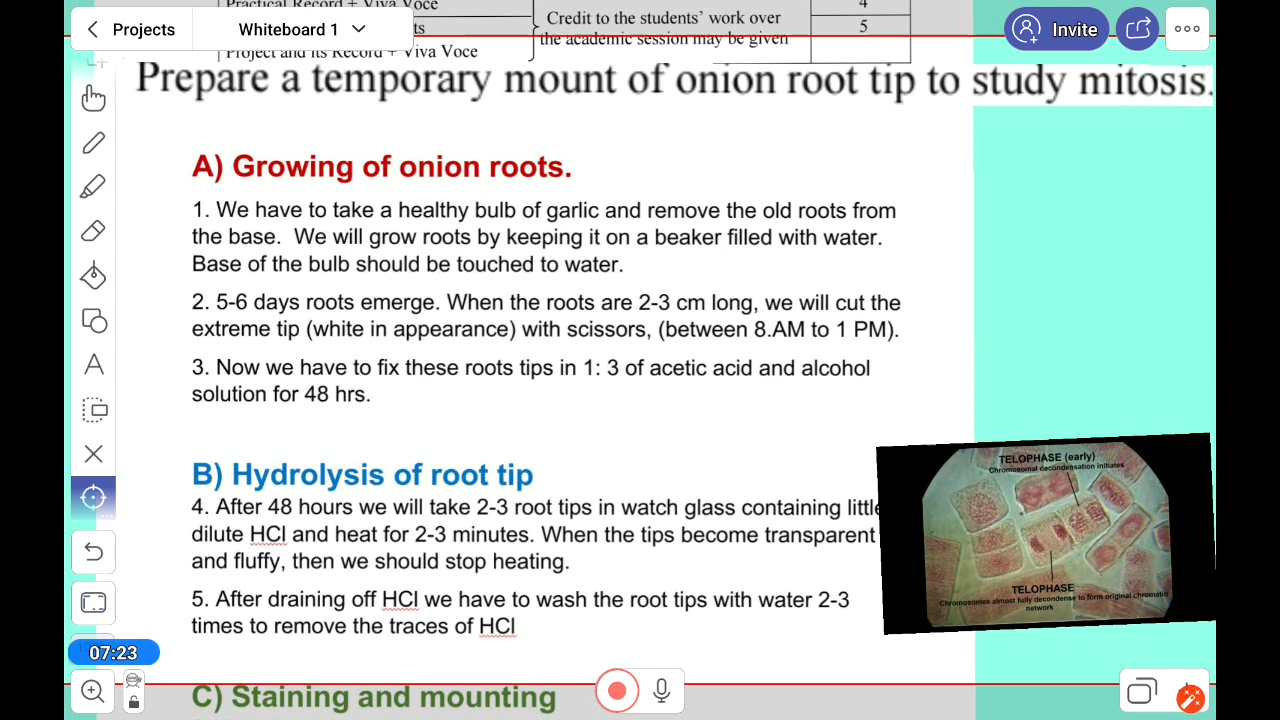 Practical Record + Viva Voce
Credit to the students' work over
the academic session may be given
4
5
ts
Project and its Record + Viva Voce
Projects
Whiteboard 1
Invite
Prepare a temporary mount of onion root tip to study mitosis.
A) Growing of onion roots.
1. We have to take a healthy bulb of garlic and remove the old roots from
the base. We will grow roots by keeping it on a beaker filled with water.
Base of the bulb should be touched to water.
2. 5-6 days roots emerge. When the roots are 2-3 cm long, we will cut the
extreme tip (white in appearance) with scissors, (between 8.AM to 1 PM).
3. Now we have to fix these roots tips in 1: 3 of acetic acid and alcohol
solution for 48 hrs.
B) Hydrolysis of root tip
4. After 48 hours we will take 2-3 root tips in watch glass containing little
dilute HCl and heat for 2-3 minutes. When the tips become transparent
and fluffy, then we should stop heating.
5. After draining off HCl we have to wash the root tips with water 2-3
times to remove the traces of HCl
TELOPHASE (early)
Chromosomal decondensation initiates
TELOPHASE
Chromosomes almost fully decondense to form original chromatin
network
07:23
C) Staining and mounting